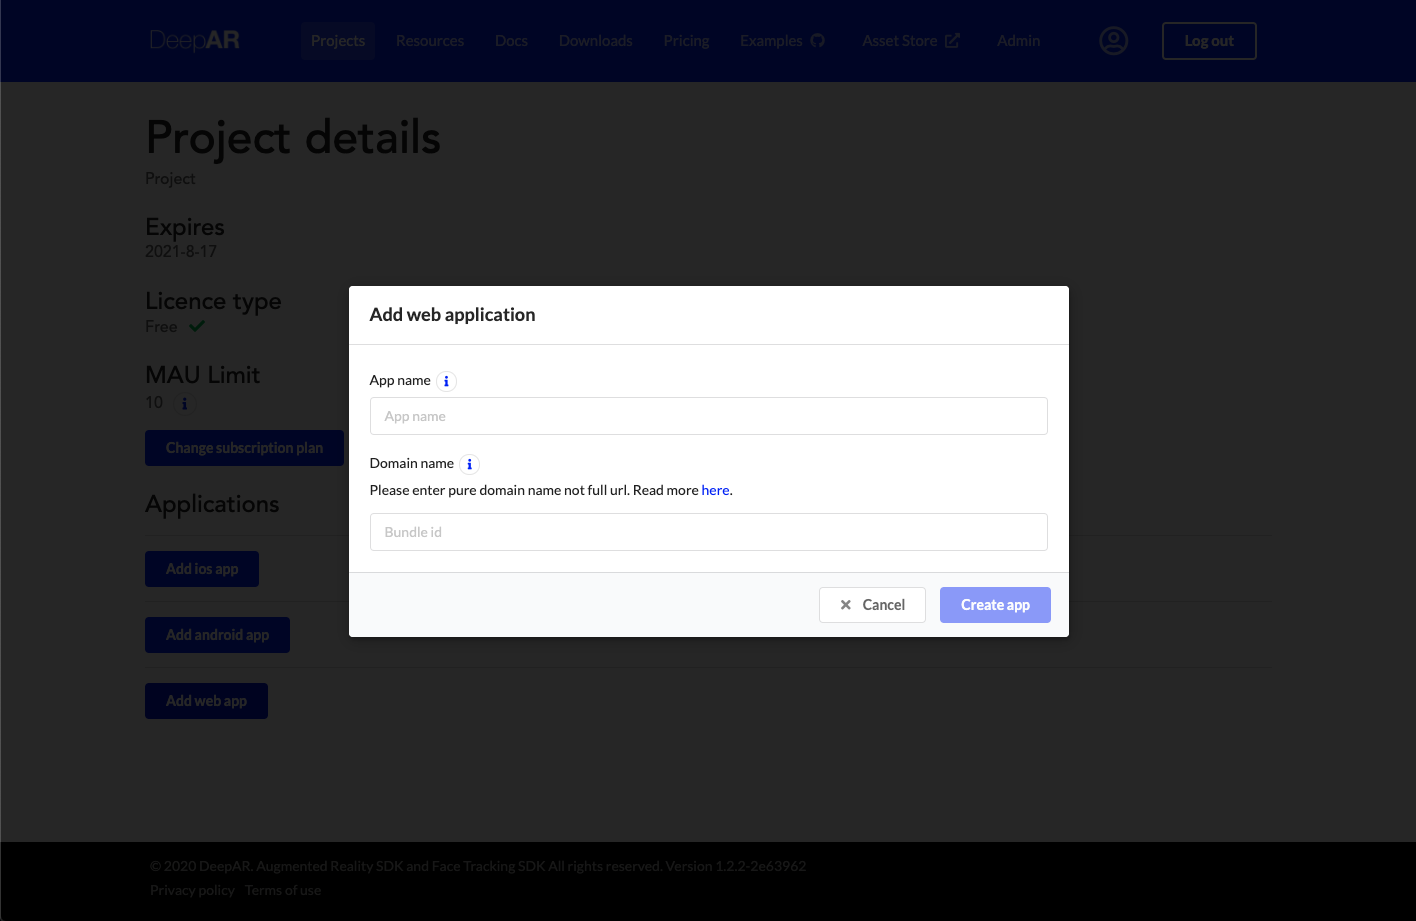 DeepAR Projects Resources Docs Downloads Pricing Examples Asset Store Admin Log out
Project details
Project
Expires
2021-8-17
Licence type
Free
MAU Limit
10
Change subscription plan
Applications
Add ios app
Add android app
Add web app
Add web application
App name
App name
Domain name
Please enter pure domain name not full url. Read more here.
Bundle id
Cancel Create app
© 2020 DeepAR. Augmented Reality SDK and Face Tracking SDK All rights reserved. Version 1.2.2-2e63962
Privacy policy Terms of use